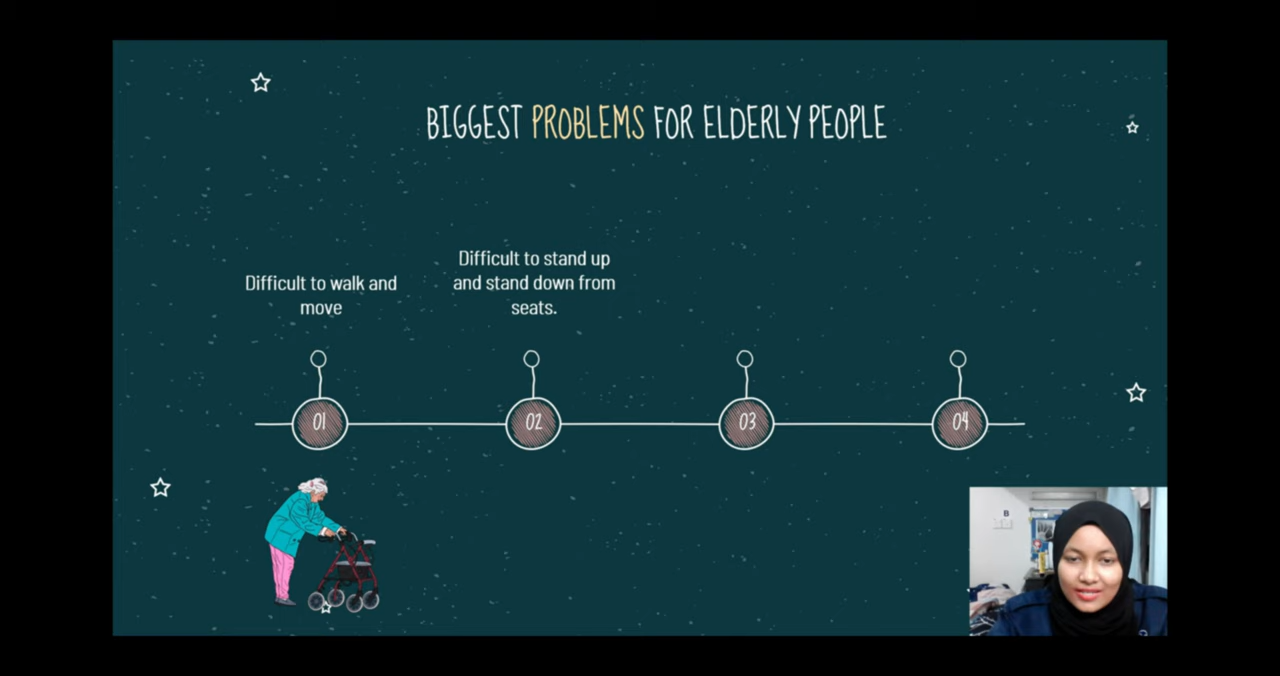 BIGGEST PROBLEMS FOR ELDERLY PEOPLE
Difficult to walk and
move
Difficult to stand up
and stand down from
seats.
01
02
03
04
B